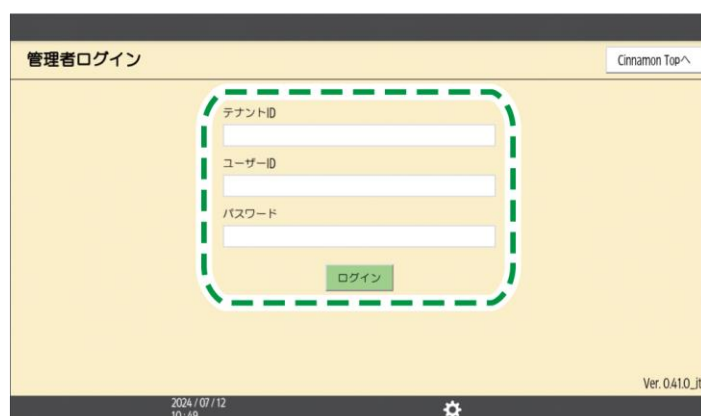 管理者ログイン
Cinnamon Topへ
テナントID
ユーザーID
パスワード
ログイン
Ver. 0.41.0_it
2024 / 07 / 12
10 : 49